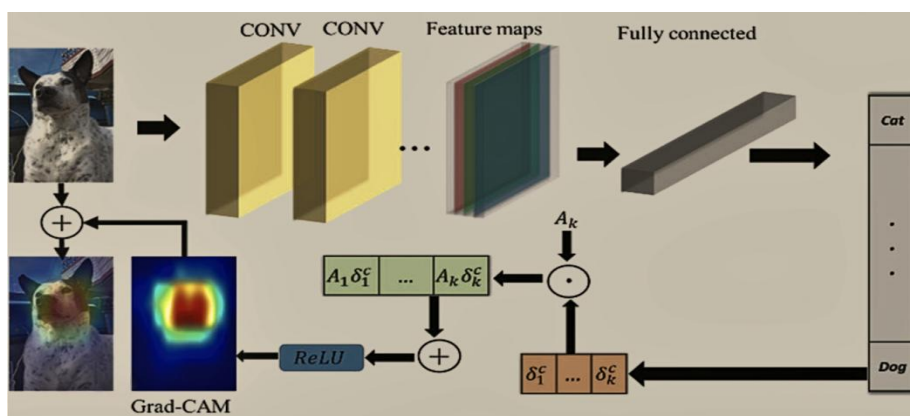 CONV CONV Feature maps Fully connected
Cat
A_k
A_1δ_1^c ... A_kδ_k^c
ReLU
δ_1^c ... δ_k^c
Dog
Grad-CAM